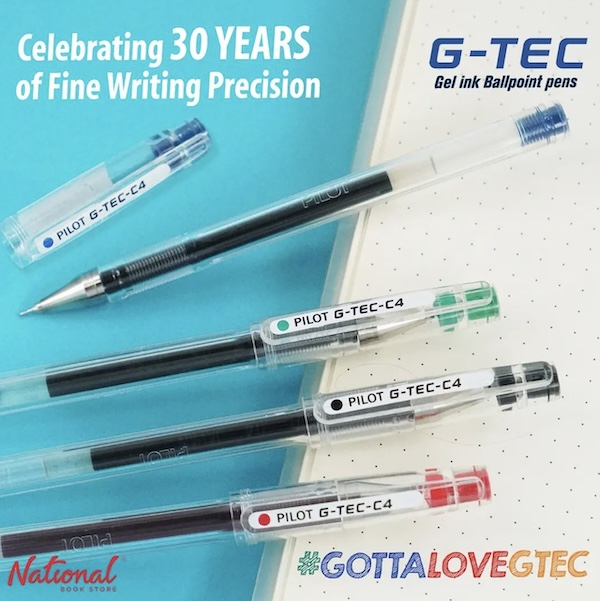 Celebrating 30 YEARS
of Fine Writing Precision
G-TEC
Gel ink Ballpoint pens
PILOT G-TEC-C4
PILOT
PILOT G-TEC-C4
PILOT G-TEC-C4
PILOT
PILOT G-TEC-C4
PILOT
National
BOOK STORE
#GOTTALOVEGTEC